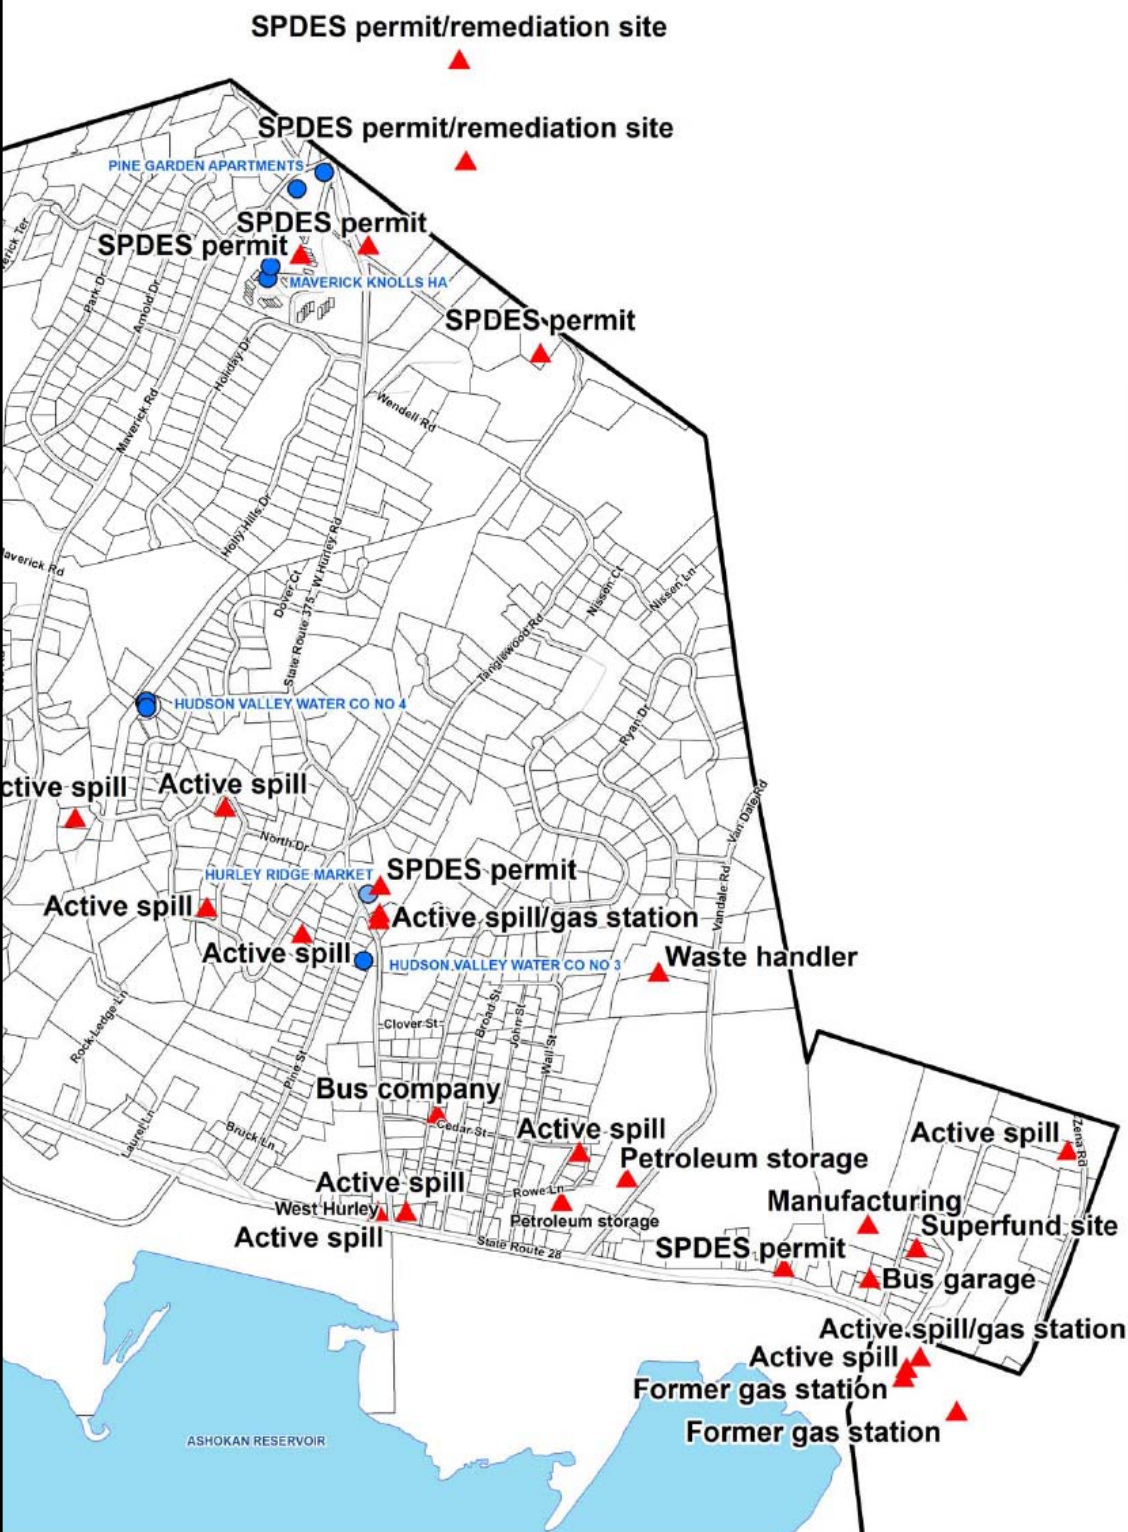 SPDES permit/remediation site
SPDES permit/remediation site
PINE GARDEN APARTMENTS
SPDES permit
SPDES permit
MAVERICK KNOLLS HA
Park Dr
Arnold Dr
SPDES permit
Holiday Dr
Maverick Rd
Wendell Rd
Holly Hills Dr
Dover Ct
State Route 375 - W Hurley Rd
Nissen Ct
Nissen Ln
Tanglewood Rd
HUDSON VALLEY WATER CO NO 4
Ryan Dr
ctive spill
Active spill
Van Dale Rd
North Dr
HURLEY RIDGE MARKET
SPDES permit
Vandale Rd
Active spill
Active spill/gas station
Active spill
HUDSON VALLEY WATER CO NO 3
Waste handler
Rock Ledge Ln
Clover St
Broad St
John St
Wall St
Pine St
Bus company
Laurel Ln
Bruck Ln
Cedar St
Active spill
Active spill
Zena Rd
Petroleum storage
Active spill
Rowe Ln
West Hurley
Petroleum storage
Manufacturing
Superfund site
Active spill
State Route 28
SPDES permit
Bus garage
Active spill/gas station
Active spill
Former gas station
Former gas station
ASHOKAN RESERVOIR